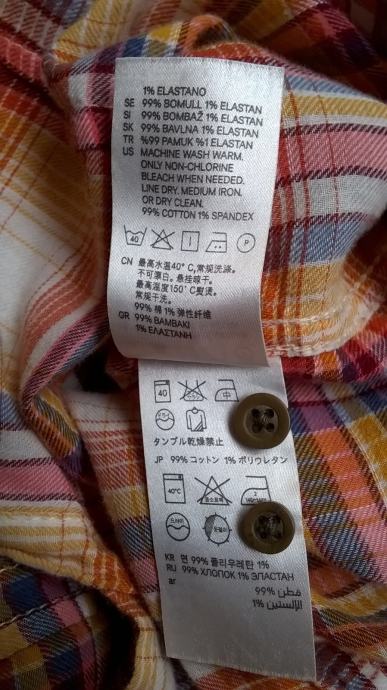 1% ELASTANO
SE 99% BOMULL 1% ELASTAN
SI 99% BOMBAŽ 1% ELASTAN
SK 99% BAVLNA 1% ELASTAN
TR %99 PAMUK %1 ELASTAN
US MACHINE WASH WARM.
ONLY NON-CHLORINE
BLEACH WHEN NEEDED.
LINE DRY. MEDIUM IRON.
OR DRY CLEAN.
99% COTTON 1% SPANDEX
40 P
CN 最高水温40°C,常规洗涤。
不可漂白。悬挂晾干。
最高温度150°C熨烫。
常规干洗。
99% 棉 1% 弹性纤维
GR 99% ΒΑΜΒΑΚΙ
1% ΕΛΑΣΤΑΝΗ
40 中
タンブル乾燥禁止
JP 99% コットン 1% ポリウレタン
40℃
드라이
KR 면 99% 폴리우레탄 1%
RU 99% ХЛОПОК 1% ЭЛАСТАН
ar قطن 99%
الإلستين 1%